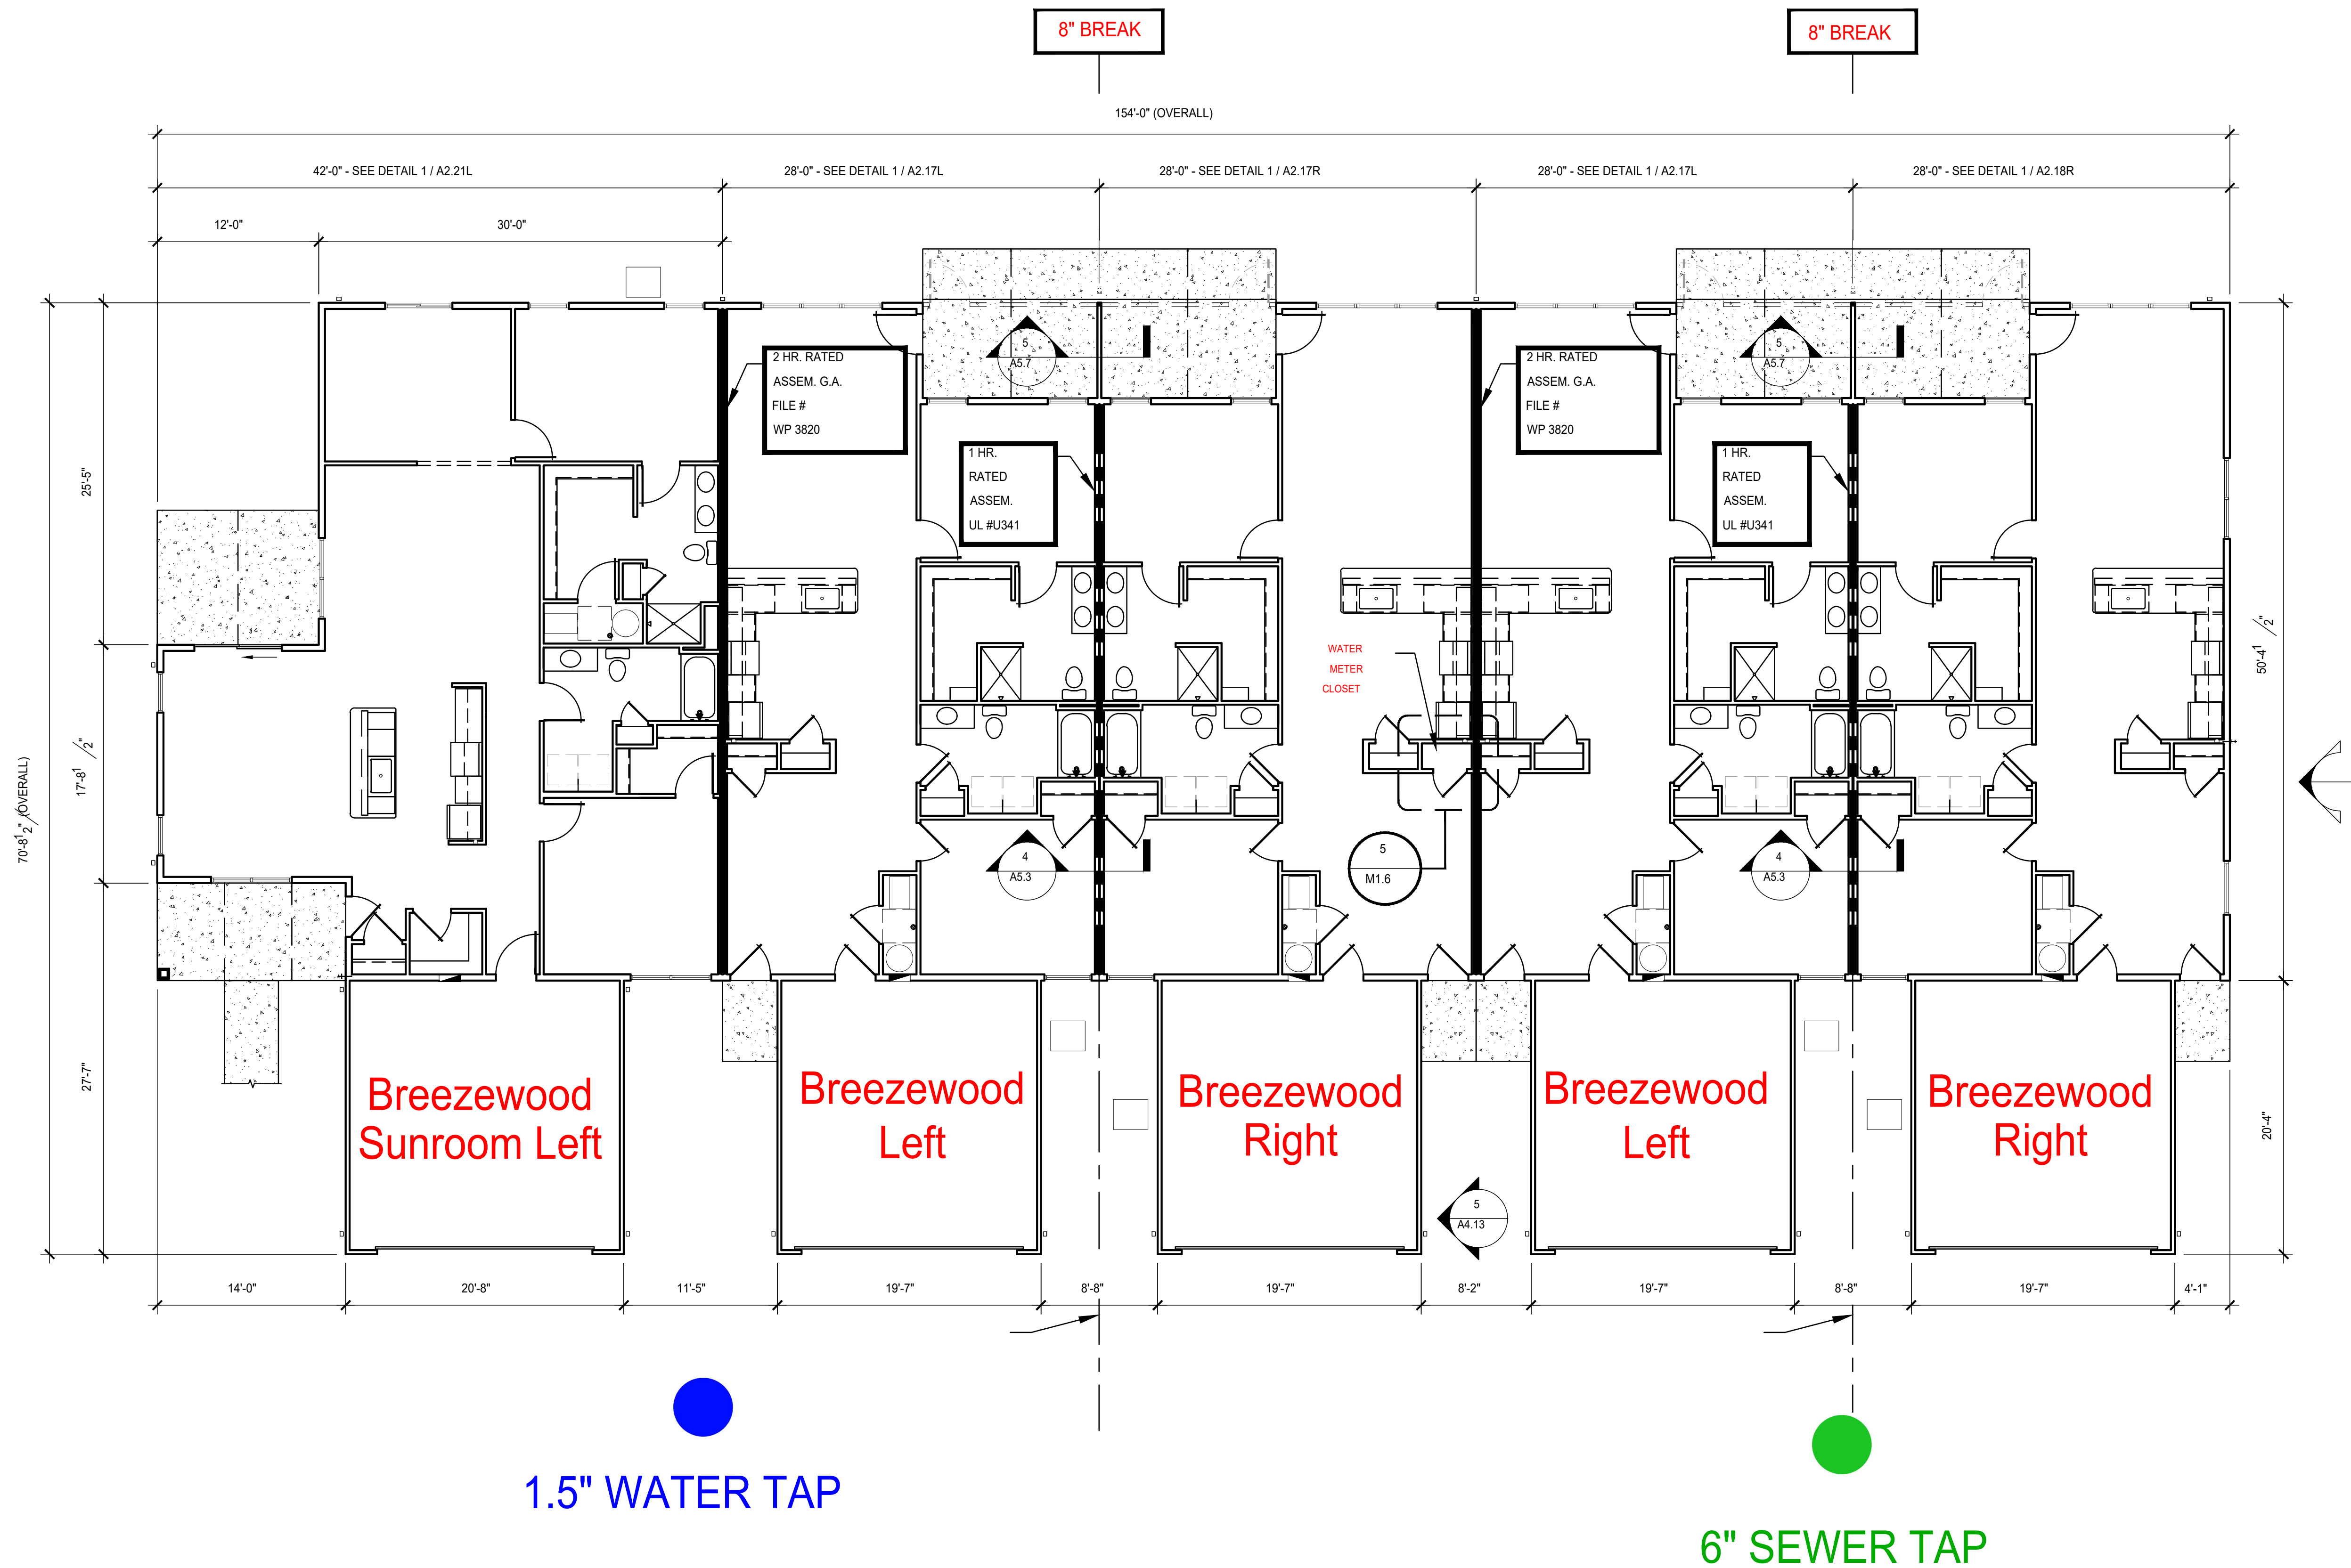 8" BREAK
8" BREAK
154'-0" (OVERALL)
42'-0" - SEE DETAIL 1 / A2.21L
28'-0" - SEE DETAIL 1 / A2.17L
28'-0" - SEE DETAIL 1 / A2.17R
28'-0" - SEE DETAIL 1 / A2.17L
28'-0" - SEE DETAIL 1 / A2.18R
12'-0"
30'-0"
2 HR. RATED
ASSEM. G.A.
FILE #
WP 3820
5
A5.7
2 HR. RATED
ASSEM. G.A.
FILE #
WP 3820
5
A5.7
1 HR.
RATED
ASSEM.
UL #U341
1 HR.
RATED
ASSEM.
UL #U341
25'-5"
17'-8 1/2"
70'-8 1/2" (OVERALL)
27'-7"
50'-4 1/2"
20'-4"
WATER
METER
CLOSET
4
A5.3
5
M1.6
4
A5.3
Breezewood
Sunroom Left
Breezewood
Left
Breezewood
Right
Breezewood
Left
Breezewood
Right
5
A4.13
14'-0"
20'-8"
11'-5"
19'-7"
8'-8"
19'-7"
8'-2"
19'-7"
8'-8"
19'-7"
4'-1"
1.5" WATER TAP
6" SEWER TAP